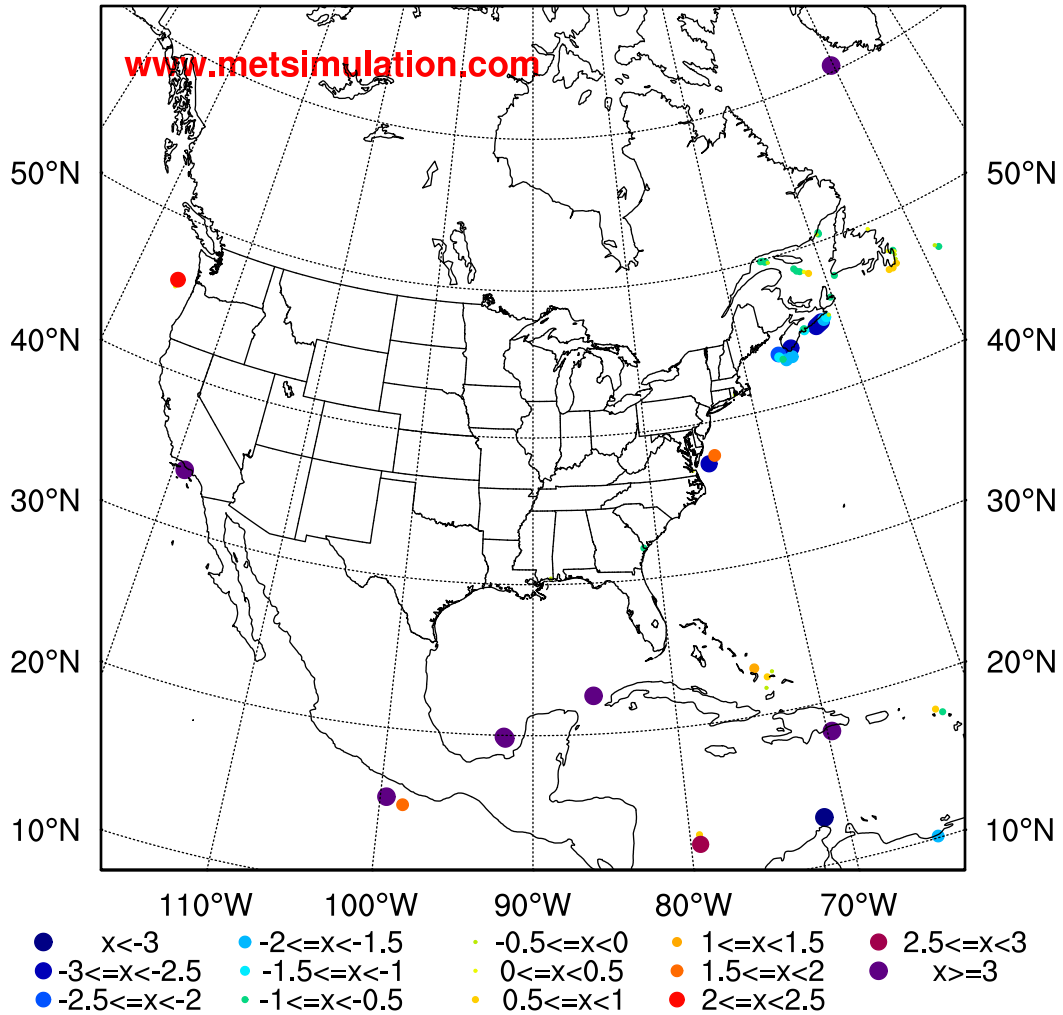 www.metsimulation.com
50°N 50°N
40°N 40°N
30°N 30°N
20°N 20°N
10°N 10°N
110°W 100°W 90°W 80°W 70°W
x<-3 -2<=x<-1.5 -0.5<=x<0 1<=x<1.5 2.5<=x<3
-3<=x<-2.5 -1.5<=x<-1 0<=x<0.5 1.5<=x<2 x>=3
-2.5<=x<-2 -1<=x<-0.5 0.5<=x<1 2<=x<2.5